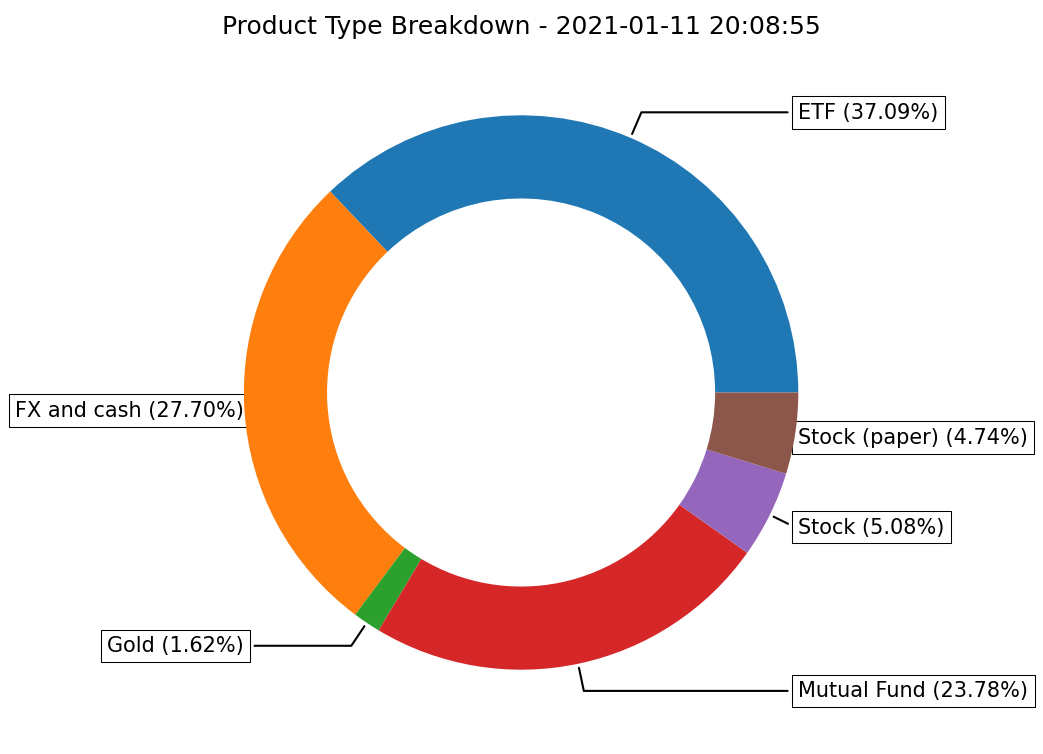 Product Type Breakdown - 2021-01-11 20:08:55
ETF (37.09%)
FX and cash (27.70%)
Stock (paper) (4.74%)
Stock (5.08%)
Gold (1.62%)
Mutual Fund (23.78%)